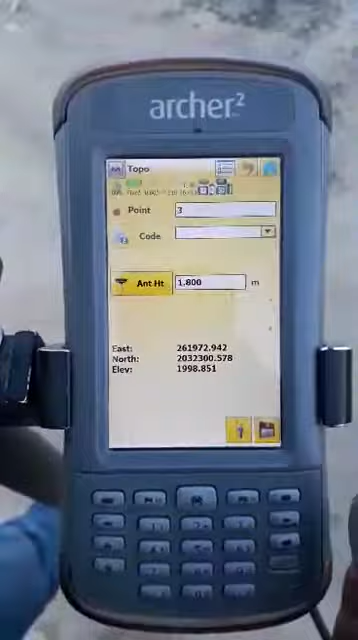 archer²
Topo
Point 3
Code
Ant Ht 1.800 m
East: 261972.942
North: 2032300.578
Elev: 1998.851